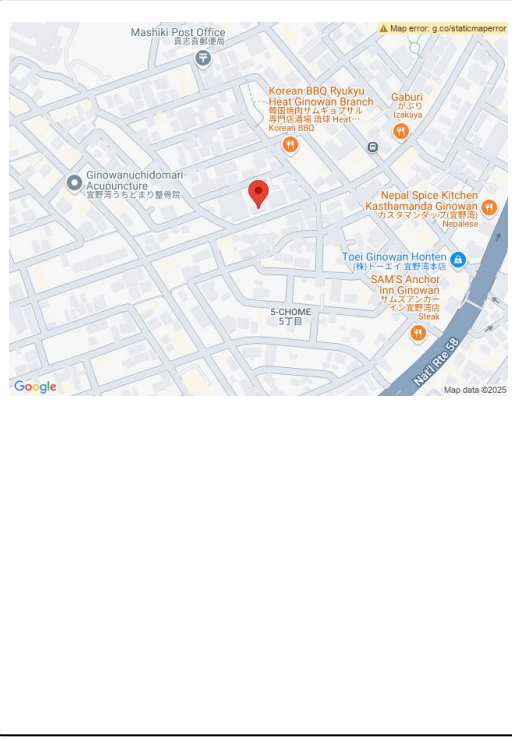 Map error: g.co/staticmaperror
Mashiki Post Office
真志喜郵便局
Korean BBQ Ryukyu
Heat Ginowan Branch
韓国焼肉サムギョプサル
専門店酒場 琉球 Heat…
Korean BBQ
Gaburi
がぶり
Izakaya
Ginowanuchidomari
Acupuncture
宜野湾うちどまり整骨院
Nepal Spice Kitchen
Kasthamanda Ginowan
カスタマンダップ(宜野湾)
Nepalese
Toei Ginowan Honten
(株)トーエイ 宜野湾本店
SAM'S Anchor
Inn Ginowan
サムズアンカー
イン宜野湾店
Steak
5-CHOME
5丁目
Nat'l Rte 58
Google
Map data ©2025